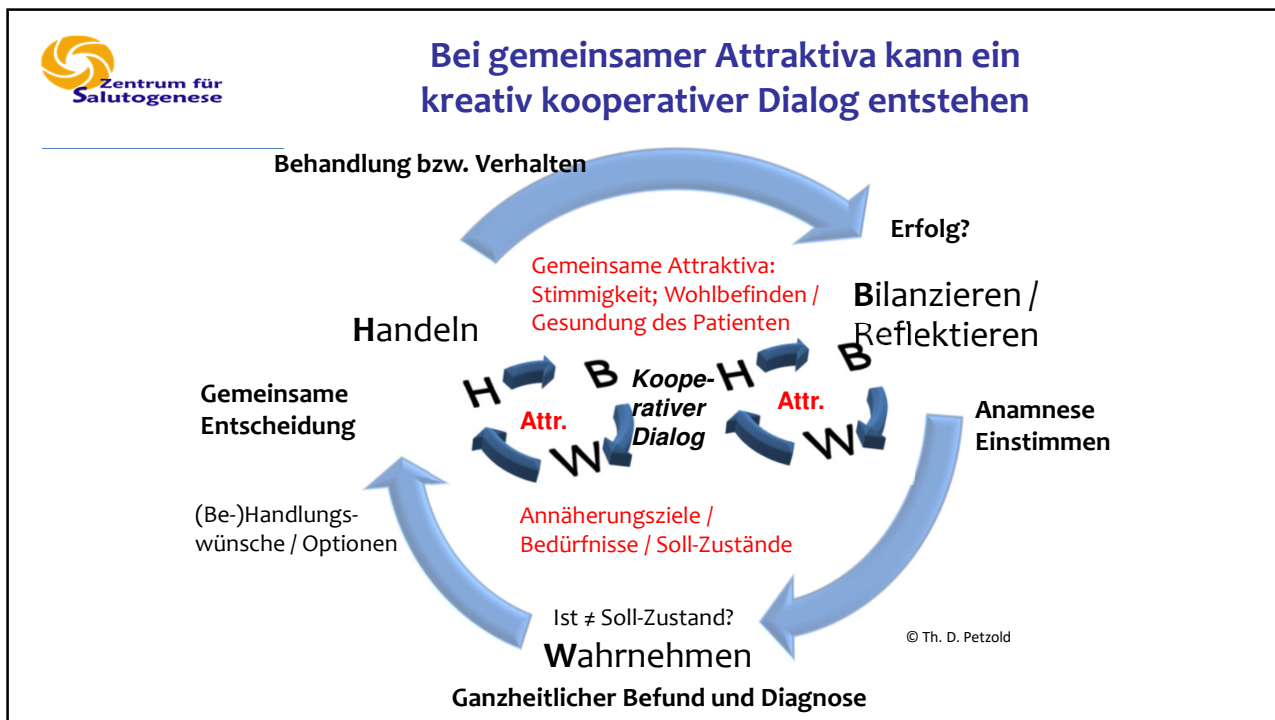 Zentrum für
Salutogenese
Bei gemeinsamer Attraktiva kann ein
kreativ kooperativer Dialog entstehen
Behandlung bzw. Verhalten
Erfolg?
Gemeinsame Attraktiva:
Stimmigkeit; Wohlbefinden /
Gesundung des Patienten
Bilanzieren /
Reflektieren
Handeln
H B
Attr.
W
Koope-
rativer
Dialog
H B
Attr.
W
Gemeinsame
Entscheidung
Anamnese
Einstimmen
(Be-)Handlungs-
wünsche / Optionen
Annäherungsziele /
Bedürfnisse / Soll-Zustände
Ist ≠ Soll-Zustand?
Wahrnehmen
© Th. D. Petzold
Ganzheitlicher Befund und Diagnose